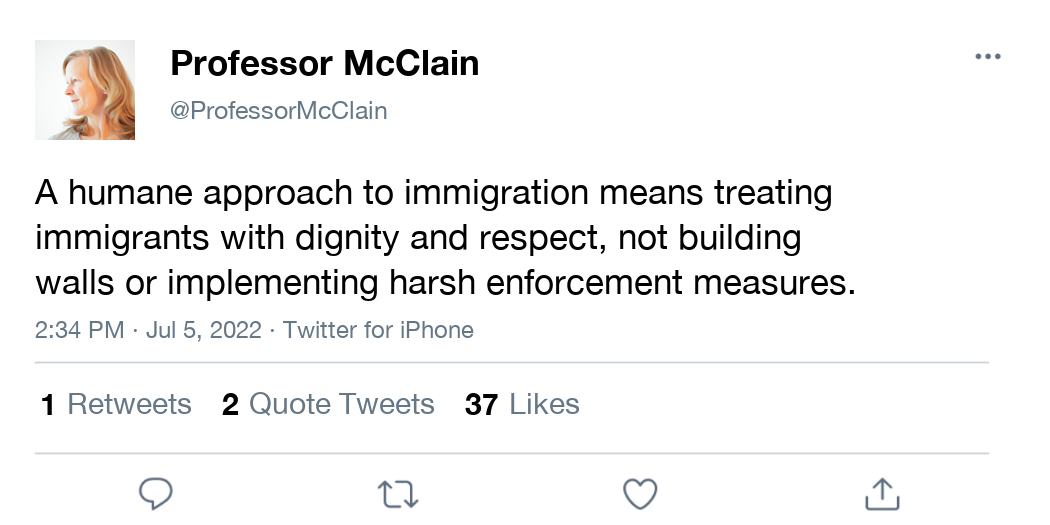 Professor McClain
@ProfessorMcClain
A humane approach to immigration means treating
immigrants with dignity and respect, not building
walls or implementing harsh enforcement measures.
2:34 PM · Jul 5, 2022 · Twitter for iPhone
1 Retweets 2 Quote Tweets 37 Likes